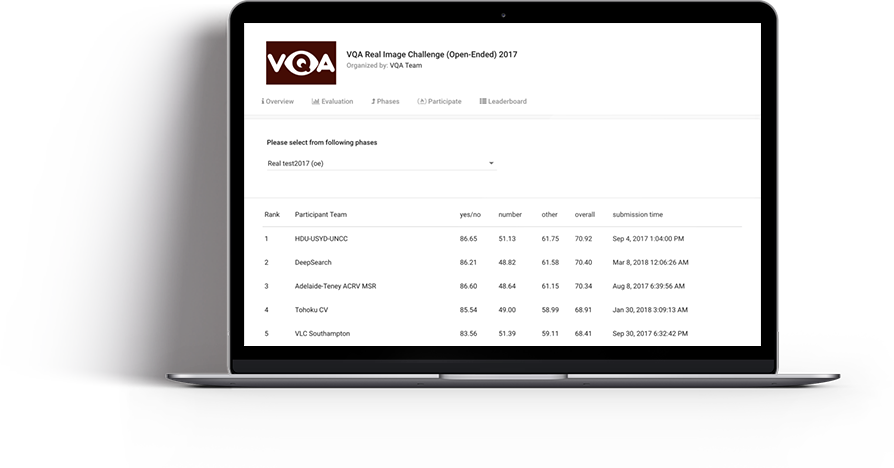 VQA
VQA Real Image Challenge (Open-Ended) 2017
Organized by: VQA Team
Overview Evaluation Phases Participate Leaderboard
Please select from following phases
Real test2017 (oe)
Rank Participant Team yes/no number other overall submission time
1 HDU-USYD-UNCC 86.65 51.13 61.75 70.92 Sep 4, 2017 1:04:00 PM
2 DeepSearch 86.21 48.82 61.58 70.40 Mar 8, 2018 12:06:26 AM
3 Adelaide-Teney ACRV MSR 86.60 48.64 61.15 70.34 Aug 8, 2017 6:39:56 AM
4 Tohoku CV 85.54 49.00 58.99 68.91 Jan 30, 2018 3:09:13 AM
5 VLC Southampton 83.56 51.39 59.11 68.41 Sep 30, 2017 6:32:42 PM